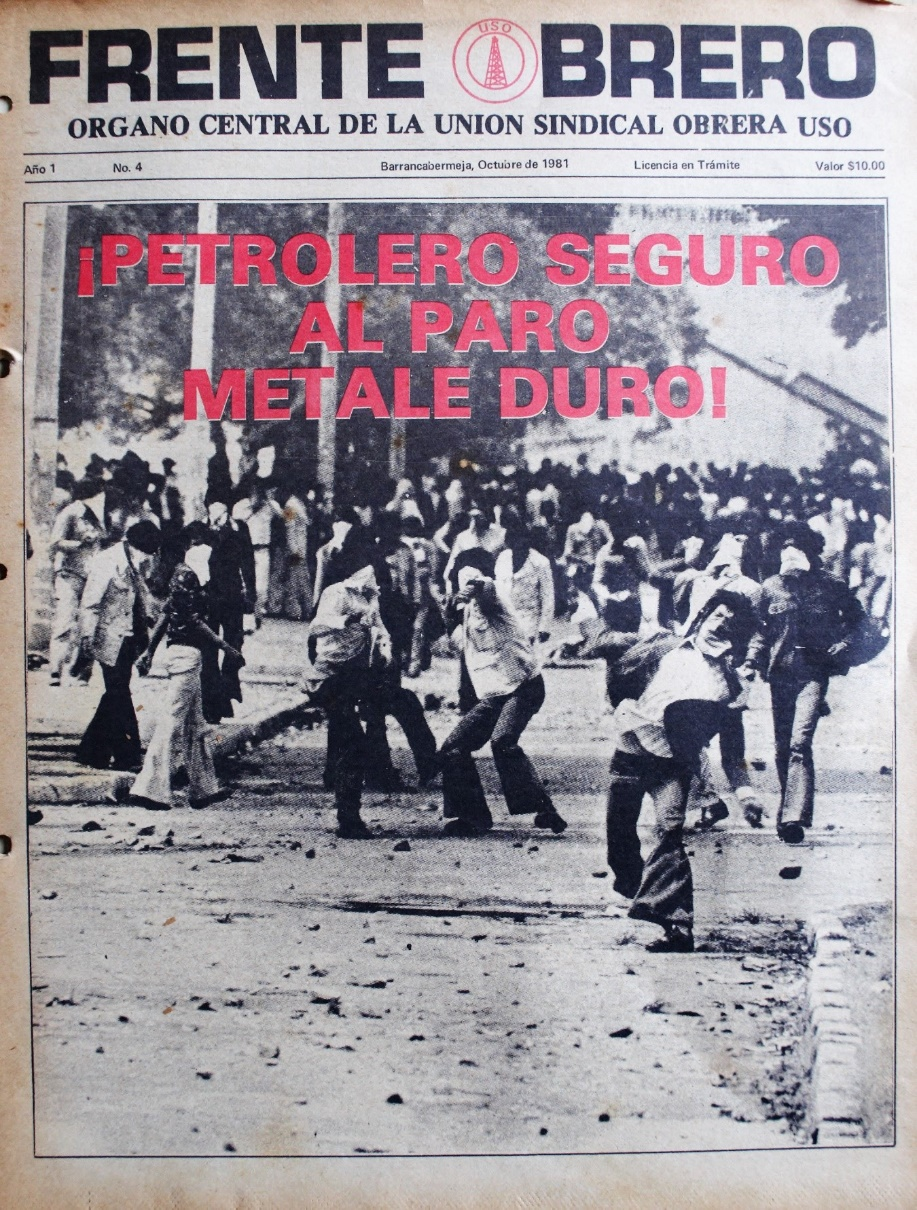 FRENTE OBRERO
USO
ORGANO CENTRAL DE LA UNION SINDICAL OBRERA USO
Año 1 No. 4 Barrancabermeja, Octubre de 1981 Licencia en Trámite Valor $10.00
¡PETROLERO SEGURO
AL PARO
METALE DURO!